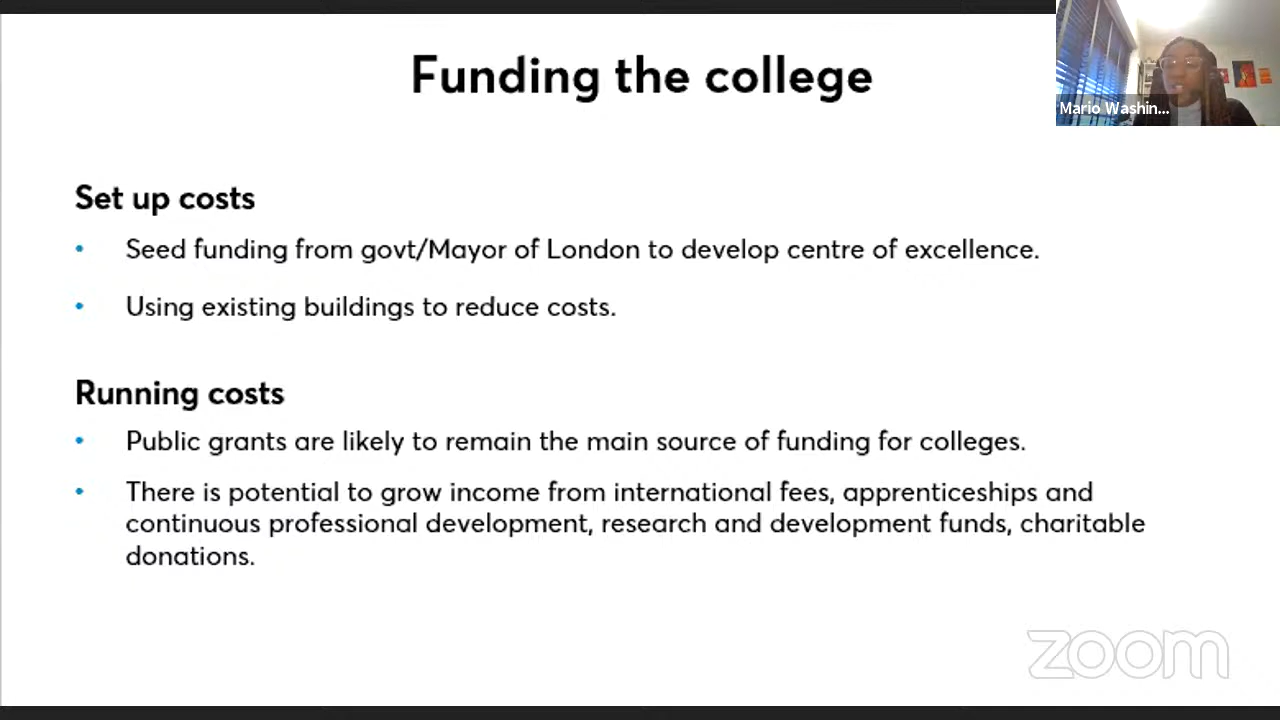 Funding the college
Mario Washin...
Set up costs
• Seed funding from govt/Mayor of London to develop centre of excellence.
• Using existing buildings to reduce costs.
Running costs
• Public grants are likely to remain the main source of funding for colleges.
• There is potential to grow income from international fees, apprenticeships and
continuous professional development, research and development funds, charitable
donations.
zoom